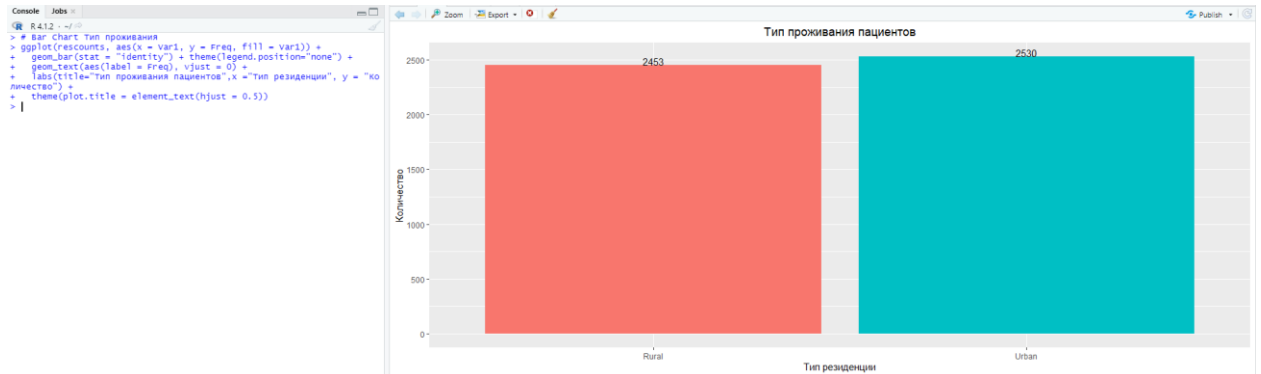 Console Jobs
R 4.1.2 · ~/
> # Bar Chart Тип проживания
> ggplot(rescounts, aes(x = Var1, y = Freq, fill = Var1)) +
+ geom_bar(stat = "identity") + theme(legend.position="none") +
+ geom_text(aes(label = Freq), vjust = 0) +
+ labs(title="Тип проживания пациентов",x ="Тип резиденции", y = "Ко
личество") +
+ theme(plot.title = element_text(hjust = 0.5))
>
Zoom Export Publish
Тип проживания пациентов
2453 2530
2500
2000
1500
1000
500
0
Количество
Rural Urban
Тип резиденции